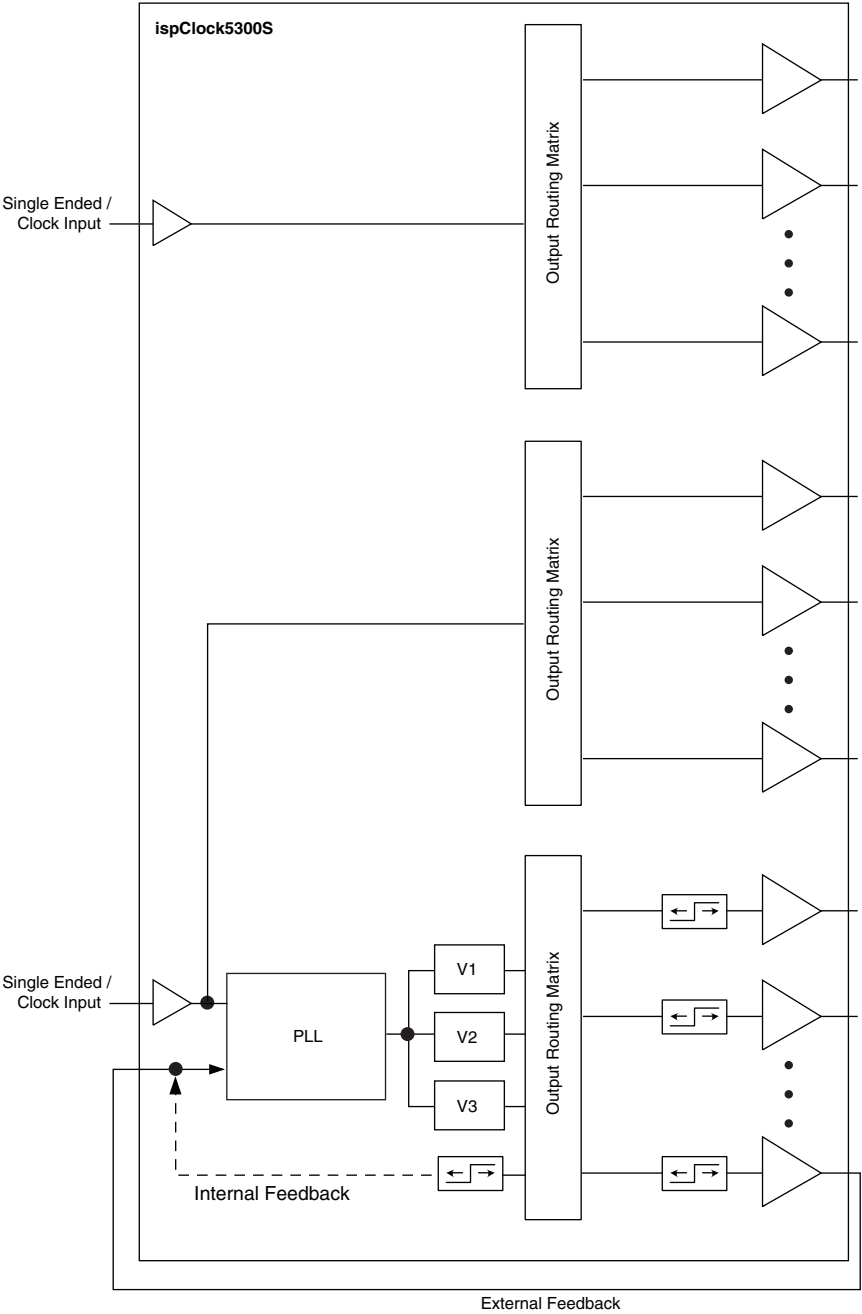 ispClock5300S
Output Routing Matrix
Single Ended /
Clock Input
Output Routing Matrix
Output Routing Matrix
V1
Single Ended /
Clock Input
PLL
V2
V3
Internal Feedback
External Feedback